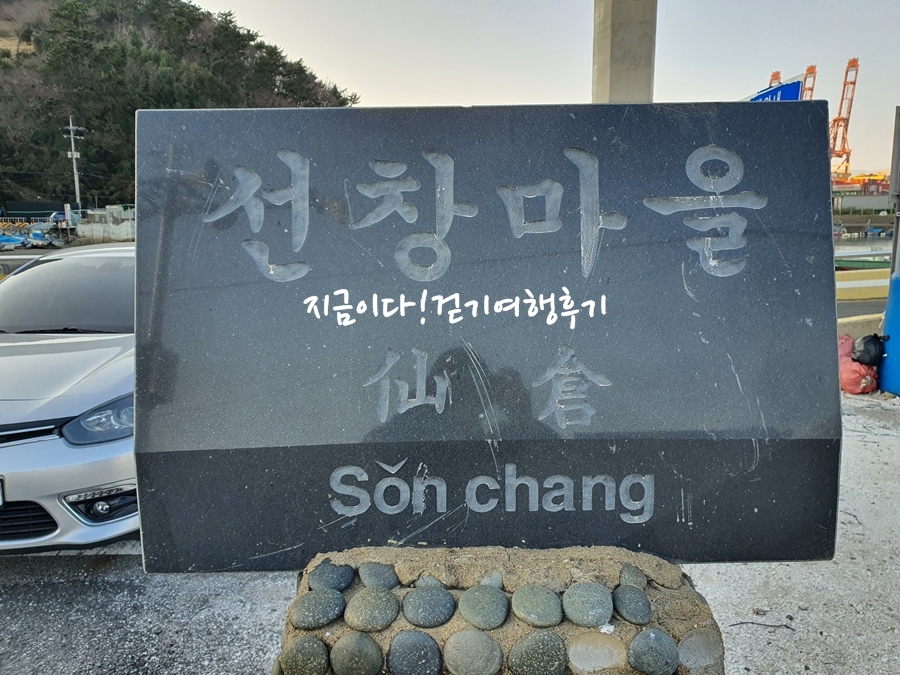 선창마을
지금이다!걷기여행후기
仙倉
Sŏn chang